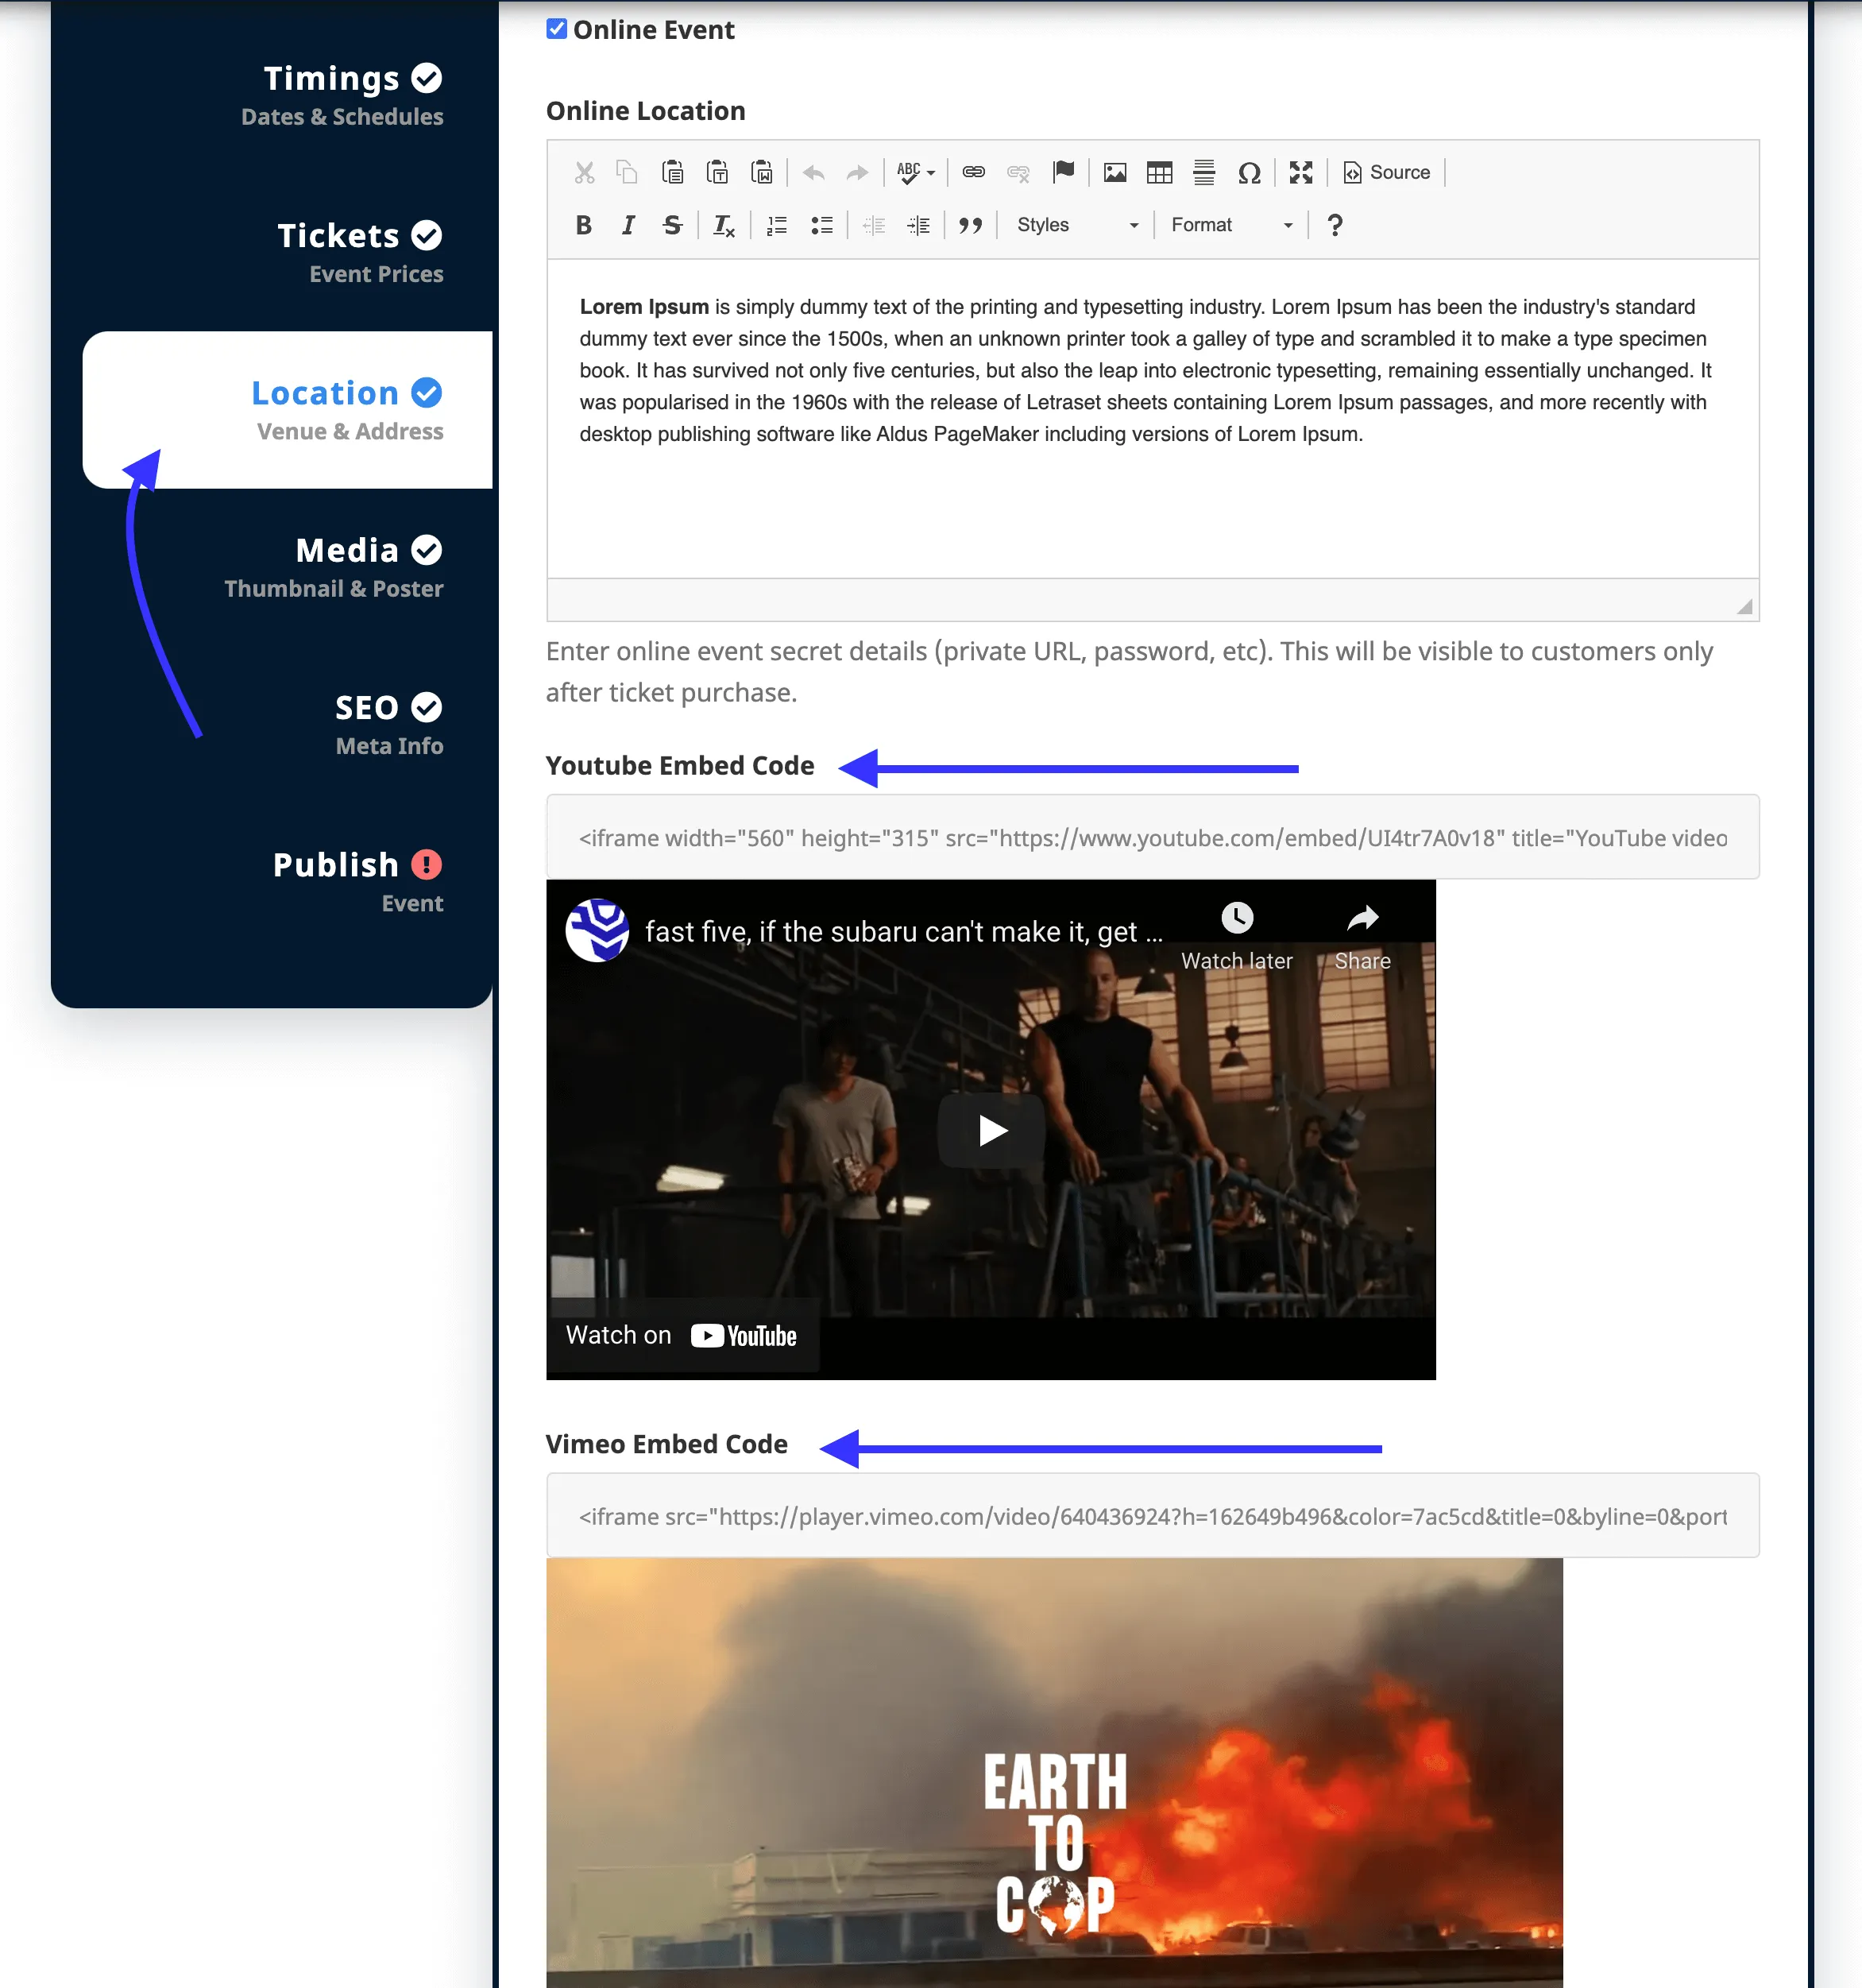 Timings
Dates & Schedules
Tickets
Event Prices
Location
Venue & Address
Media
Thumbnail & Poster
SEO
Meta Info
Publish
Event
Online Event
Online Location
ABC
Source
B I S Tx
Styles
Format
?
Lorem Ipsum is simply dummy text of the printing and typesetting industry. Lorem Ipsum has been the industry's standard
dummy text ever since the 1500s, when an unknown printer took a galley of type and scrambled it to make a type specimen
book. It has survived not only five centuries, but also the leap into electronic typesetting, remaining essentially unchanged. It
was popularised in the 1960s with the release of Letraset sheets containing Lorem Ipsum passages, and more recently with
desktop publishing software like Aldus PageMaker including versions of Lorem Ipsum.
Enter online event secret details (private URL, password, etc). This will be visible to customers only
after ticket purchase.
Youtube Embed Code
<iframe width="560" height="315" src="https://www.youtube.com/embed/UI4tr7A0v18" title="YouTube video
fast five, if the subaru can't make it, get ...
Watch later
Share
Watch on YouTube
Vimeo Embed Code
<iframe src="https://player.vimeo.com/video/640436924?h=162649b496&color=7ac5cd&title=0&byline=0&port
EARTH
TO
COP